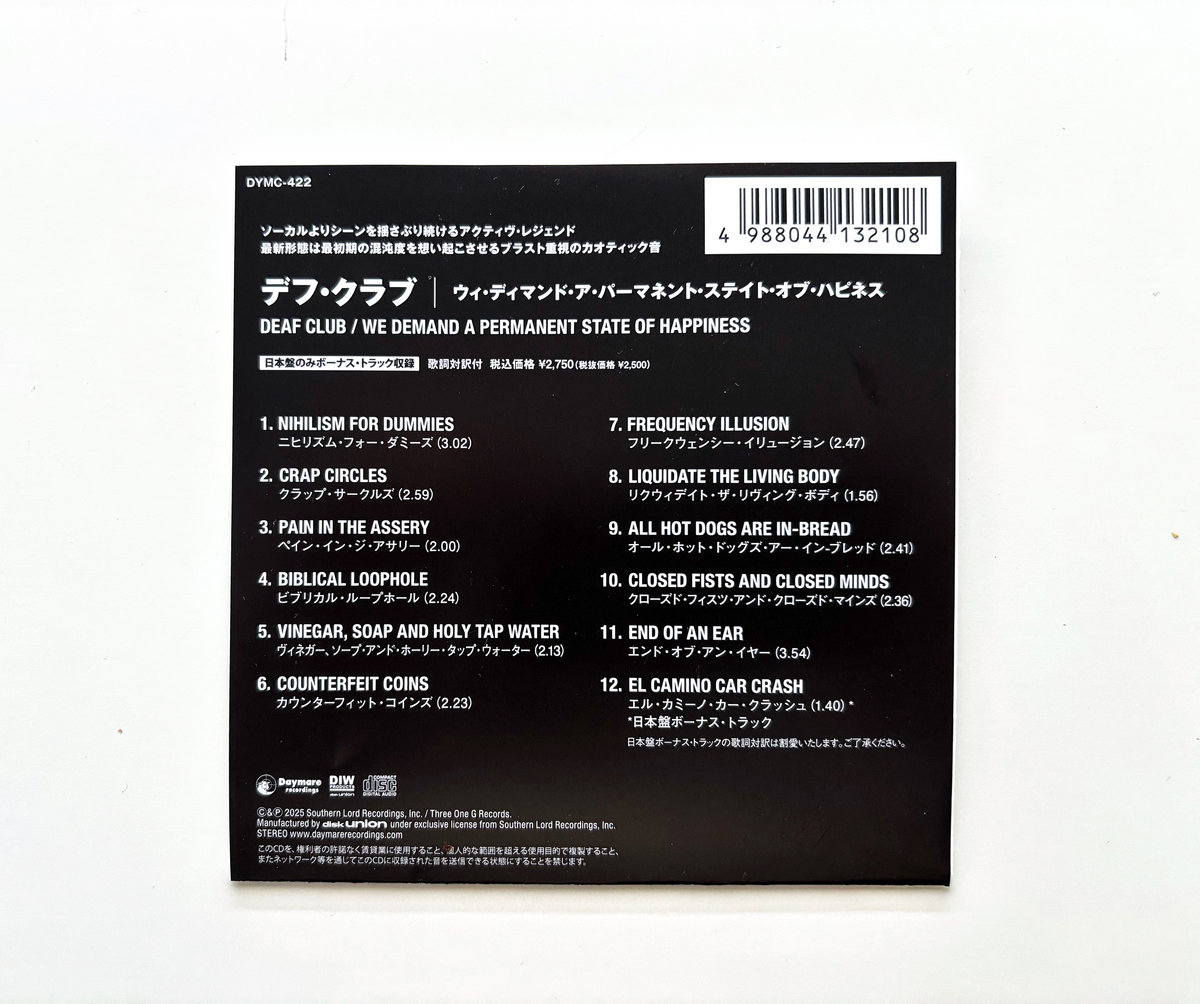 DYMC-422
4 988044 132108
ソーカルよりシーンを揺さぶり続けるアクティヴ・レジェンド
最新形態は最初期の混沌度を想い起こさせるブラスト重視のカオティック音
デフ・クラブ | ウィ・ディマンド・ア・パーマネント・ステイト・オブ・ハピネス
DEAF CLUB / WE DEMAND A PERMANENT STATE OF HAPPINESS
日本盤のみボーナス・トラック収録 歌詞対訳付 税込価格 ¥2,750(税抜価格 ¥2,500)
1. NIHILISM FOR DUMMIES
ニヒリズム・フォー・ダミーズ (3.02)
2. CRAP CIRCLES
クラップ・サークルズ (2.59)
3. PAIN IN THE ASSERY
ペイン・イン・ジ・アサリー (2.00)
4. BIBLICAL LOOPHOLE
ビブリカル・ループホール (2.24)
5. VINEGAR, SOAP AND HOLY TAP WATER
ヴィネガー、ソープ・アンド・ホーリー・タップ・ウォーター (2.13)
6. COUNTERFEIT COINS
カウンターフィット・コインズ (2.23)
7. FREQUENCY ILLUSION
フリークウェンシー・イリュージョン (2.47)
8. LIQUIDATE THE LIVING BODY
リクウィデイト・ザ・リヴィング・ボディ (1.56)
9. ALL HOT DOGS ARE IN-BREAD
オール・ホット・ドッグズ・アー・イン-ブレッド (2.41)
10. CLOSED FISTS AND CLOSED MINDS
クローズド・フィスツ・アンド・クローズド・マインズ (2.36)
11. END OF AN EAR
エンド・オブ・アン・イヤー (3.54)
12. EL CAMINO CAR CRASH
エル・カミーノ・カー・クラッシュ (1.40) *
*日本盤ボーナス・トラック
日本盤ボーナス・トラックの歌詞対訳は割愛いたします。ご了承ください。
Daymare recordings
DIW PRODUCTS disk union
COMPACT disc DIGITAL AUDIO
©&℗ 2025 Southern Lord Recordings, Inc. / Three One G Records.
Manufactured by disk union under exclusive license from Southern Lord Recordings, Inc.
STEREO www.daymarerecordings.com
このCDを、権利者の許諾なく賃貸業に使用すること、個人的な範囲を超える使用目的で複製すること、
またネットワーク等を通じてこのCDに収録された音を送信できる状態にすることを禁じます。